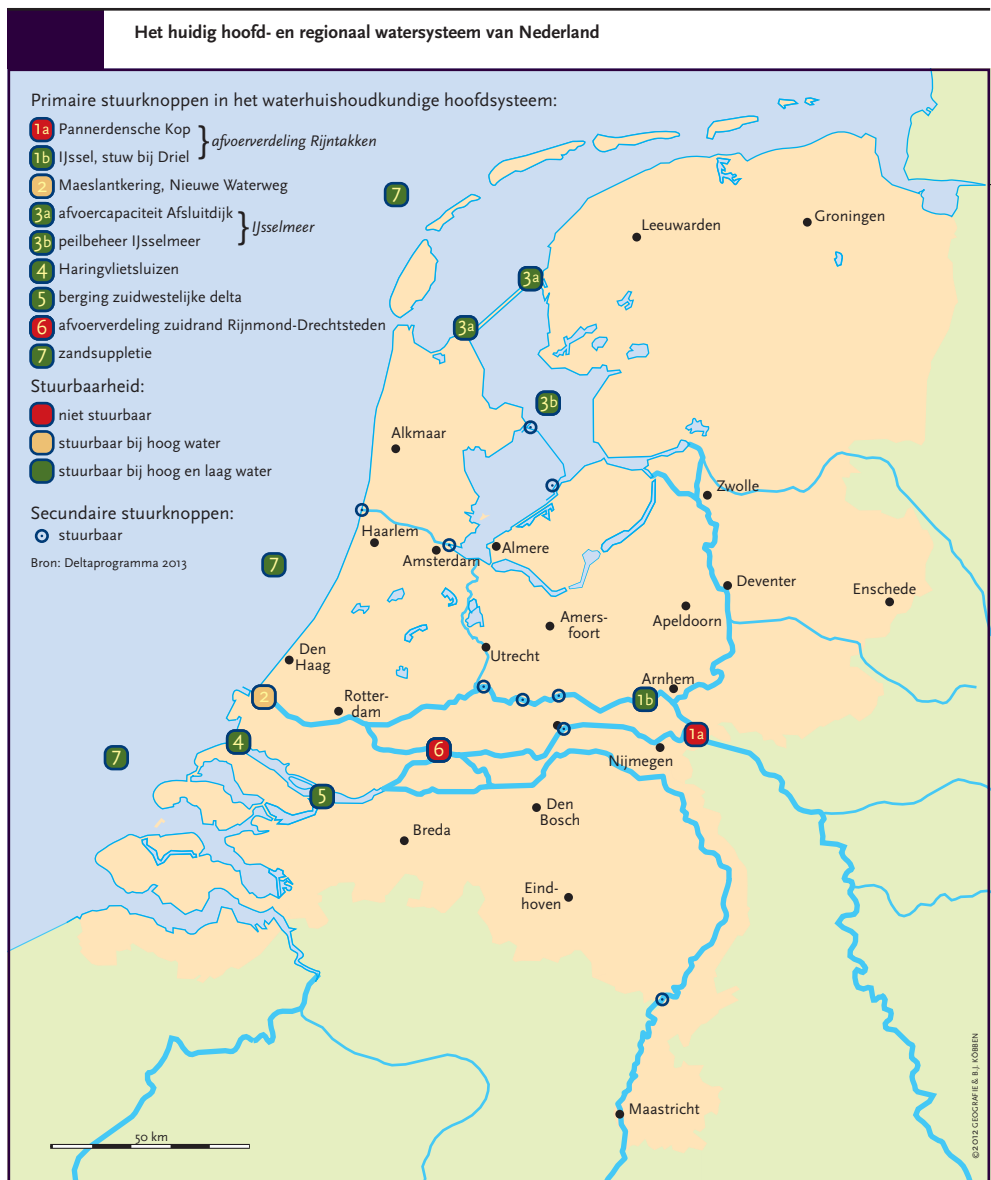 Het huidig hoofd- en regionaal watersysteem van Nederland
Primaire stuurknoppen in het waterhuishoudkundige hoofdsysteem:
1a Pannerdensche Kop
1b IJssel, stuw bij Driel
} afvoerverdeling Rijntakken
2 Maeslantkering, Nieuwe Waterweg
3a afvoercapaciteit Afsluitdijk
3b peilbeheer IJsselmeer
} IJsselmeer
4 Haringvlietsluizen
5 berging zuidwestelijke delta
6 afvoerverdeling zuidrand Rijnmond-Drechtsteden
7 zandsuppletie
Stuurbaarheid:
niet stuurbaar
stuurbaar bij hoog water
stuurbaar bij hoog en laag water
Secundaire stuurknoppen:
stuurbaar
Bron: Deltaprogramma 2013
7
Leeuwarden
Groningen
3a
3a
3b
Alkmaar
Zwolle
Haarlem
Amsterdam
Almere
7
Deventer
Enschede
Apeldoorn
Amers-
foort
Utrecht
Den
Haag
Arnhem
2
Rotter-
dam
1b
1a
4
6
7
Nijmegen
5
Den
Bosch
Breda
Eind-
hoven
Maastricht
50 km
©2012 GEOGRAFIE & B.J. KÖBBEN